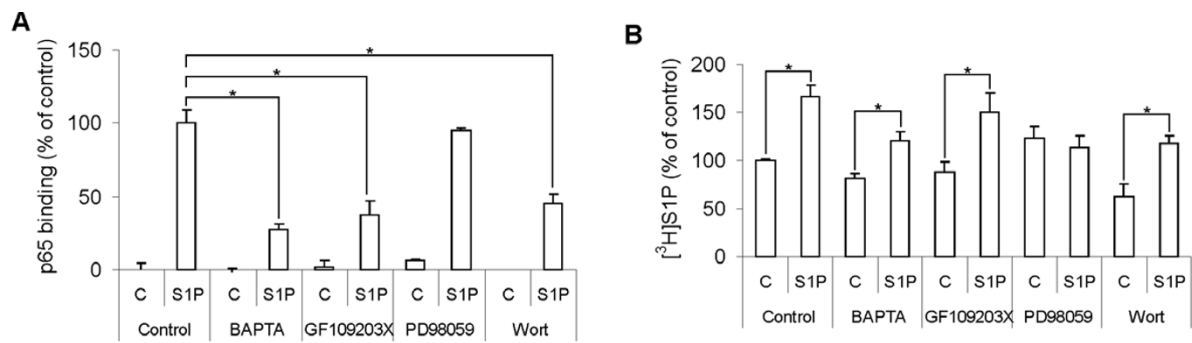 A
p65 binding (% of control)
150
100
50
0
*
*
*
C S1P C S1P C S1P C S1P C S1P
Control BAPTA GF109203X PD98059 Wort
B
[³H]S1P (% of control)
200
150
100
50
0
*
*
*
*
C S1P C S1P C S1P C S1P C S1P
Control BAPTA GF109203X PD98059 Wort